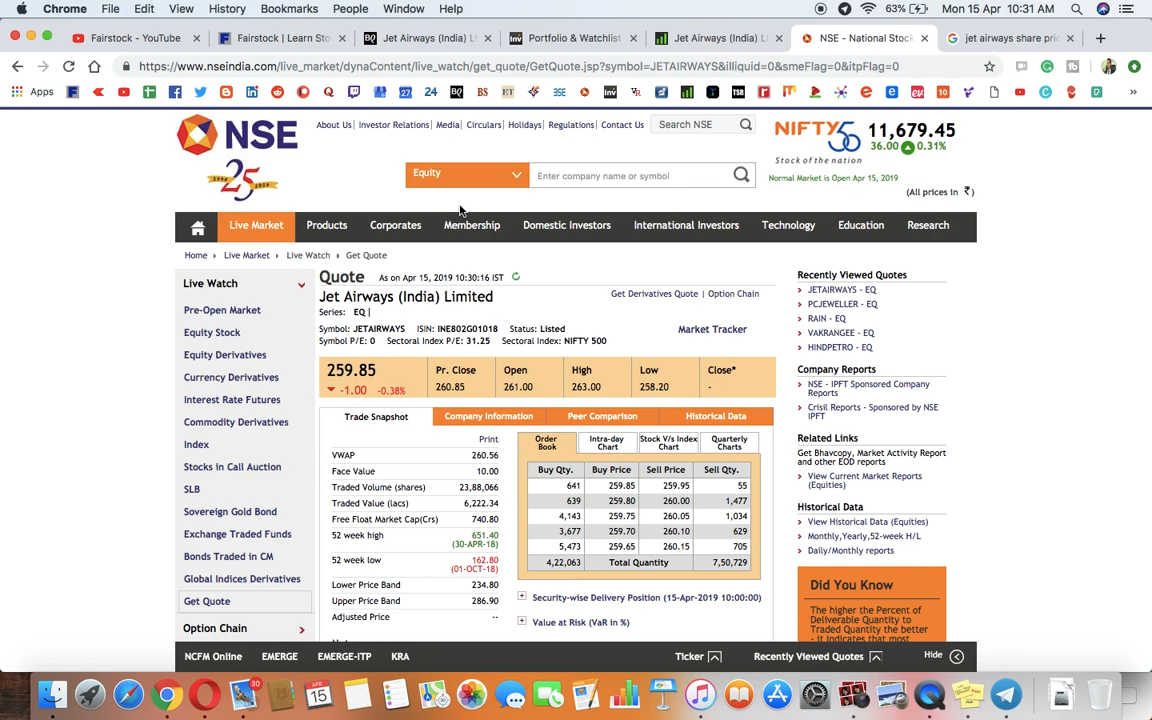 Chrome File Edit View History Bookmarks People Window Help 63% Mon 15 Apr 10:31 AM
Fairstock - YouTube × Fairstock | Learn Sto × Jet Airways (India) L × Portfolio & Watchlist × Jet Airways (India) L × NSE - National Stock × jet airways share pric ×
https://www.nseindia.com/live_market/dynaContent/live_watch/get_quote/GetQuote.jsp?symbol=JETAIRWAYS&illiquid=0&smeFlag=0&itpFlag=0
Apps
NSE
25
About Us | Investor Relations | Media | Circulars | Holidays | Regulations | Contact Us
Search NSE
Equity
Enter company name or symbol
NIFTY 50
Stock of the nation
11,679.45
36.00 0.31%
Normal Market is Open Apr 15, 2019
(All prices in ₹)
Live Market Products Corporates Membership Domestic Investors International Investors Technology Education Research
Home › Live Market › Live Watch › Get Quote
Live Watch
Pre-Open Market
Equity Stock
Equity Derivatives
Currency Derivatives
Interest Rate Futures
Commodity Derivatives
Index
Stocks in Call Auction
SLB
Sovereign Gold Bond
Exchange Traded Funds
Bonds Traded in CM
Global Indices Derivatives
Get Quote
Option Chain
Quote As on Apr 15, 2019 10:30:16 IST
Jet Airways (India) Limited
Get Derivatives Quote | Option Chain
Series: EQ |
Symbol: JETAIRWAYS ISIN: INE802G01018 Status: Listed
Market Tracker
Symbol P/E: 0 Sectoral Index P/E: 31.25 Sectoral Index: NIFTY 500
259.85 Pr. Close Open High Low Close*
-1.00 -0.38% 260.85 261.00 263.00 258.20 -
Trade Snapshot Company Information Peer Comparison Historical Data
Print
VWAP 260.56
Face Value 10.00
Traded Volume (shares) 23,88,066
Traded Value (lacs) 6,222.34
Free Float Market Cap(Crs) 740.80
52 week high 651.40
(30-APR-18)
52 week low 162.80
(01-OCT-18)
Lower Price Band 234.80
Upper Price Band 286.90
Adjusted Price --
Order Book Intra-day Chart Stock V/s Index Chart Quarterly Charts
Buy Qty. Buy Price Sell Price Sell Qty.
641 259.85 259.95 55
639 259.80 260.00 1,477
4,143 259.75 260.05 1,034
3,677 259.70 260.10 629
5,473 259.65 260.15 705
4,22,063 Total Quantity 7,50,729
Security-wise Delivery Position (15-Apr-2019 10:00:00)
Value at Risk (VaR in %)
Recently Viewed Quotes
JETAIRWAYS - EQ
PCJEWELLER - EQ
RAIN - EQ
VAKRANGEE - EQ
HINDPETRO - EQ
Company Reports
NSE - IPFT Sponsored Company
Reports
Crisil Reports - Sponsored by NSE
IPFT
Related Links
Get Bhavcopy, Market Activity Report
and other EOD reports
View Current Market Reports
(Equities)
Historical Data
View Historical Data (Equities)
Monthly,Yearly,52-week H/L
Daily/Monthly reports
Did You Know
The higher the Percent of
Deliverable Quantity to
Traded Quantity the better
- it indicates that most
NCFM Online EMERGE EMERGE-ITP KRA Ticker Recently Viewed Quotes Hide
30
APR
15